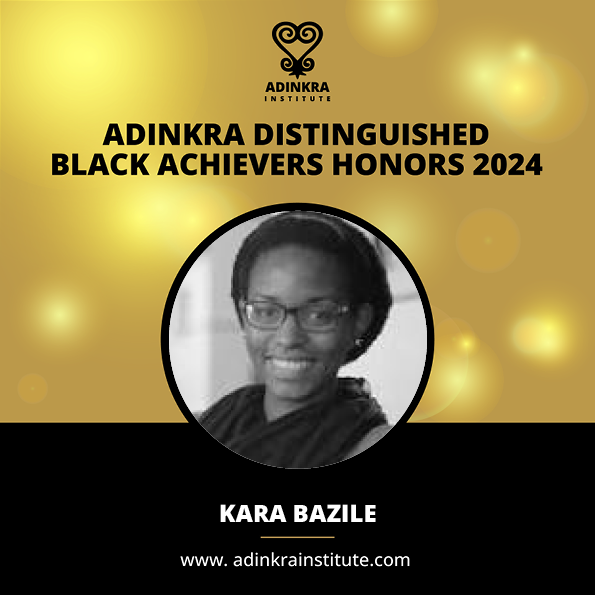 ADINKRA
INSTITUTE
ADINKRA DISTINGUISHED
BLACK ACHIEVERS HONORS 2024
KARA BAZILE
www. adinkrainstitute.com